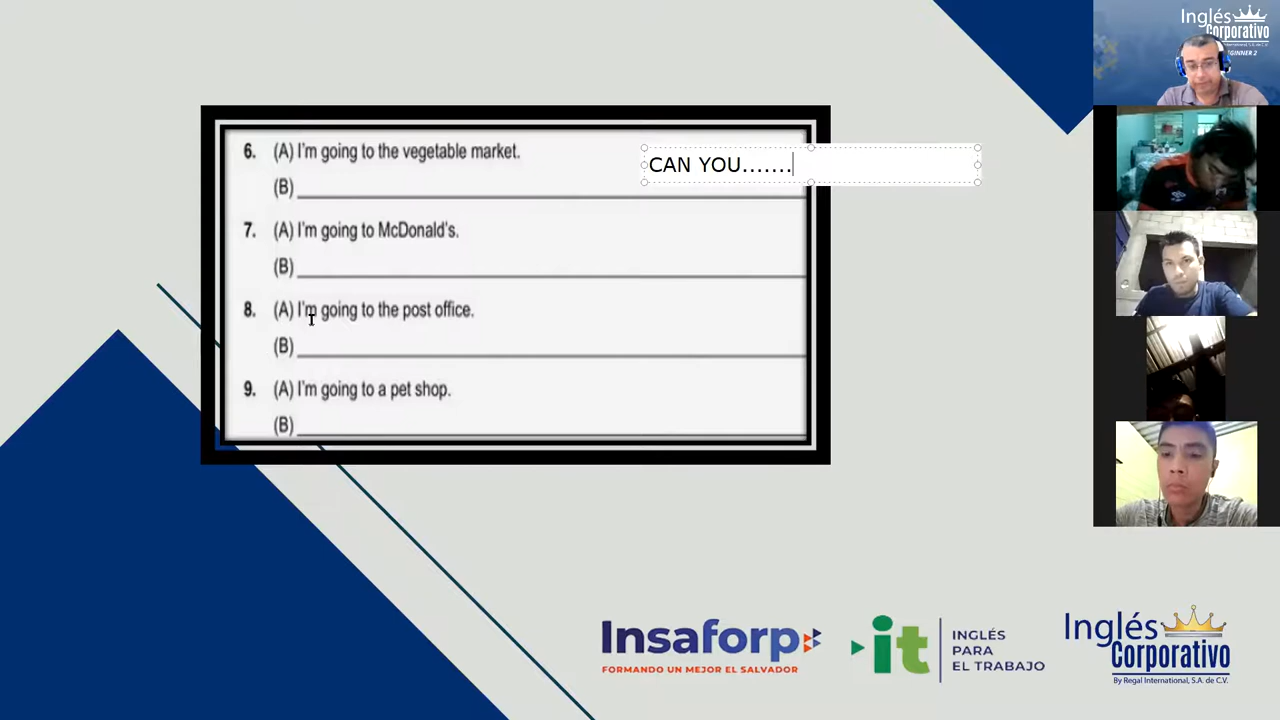 6. (A) I'm going to the vegetable market.
CAN YOU.......
(B)
7. (A) I'm going to McDonald's.
(B)
8. (A) I'm going to the post office.
(B)
9. (A) I'm going to a pet shop.
(B)
Insaforp
FORMANDO UN MEJOR EL SALVADOR
it
INGLÉS
PARA
EL TRABAJO
Inglés
Corporativo
By Regal International, S.A. de C.V.
Inglés
Corporativo